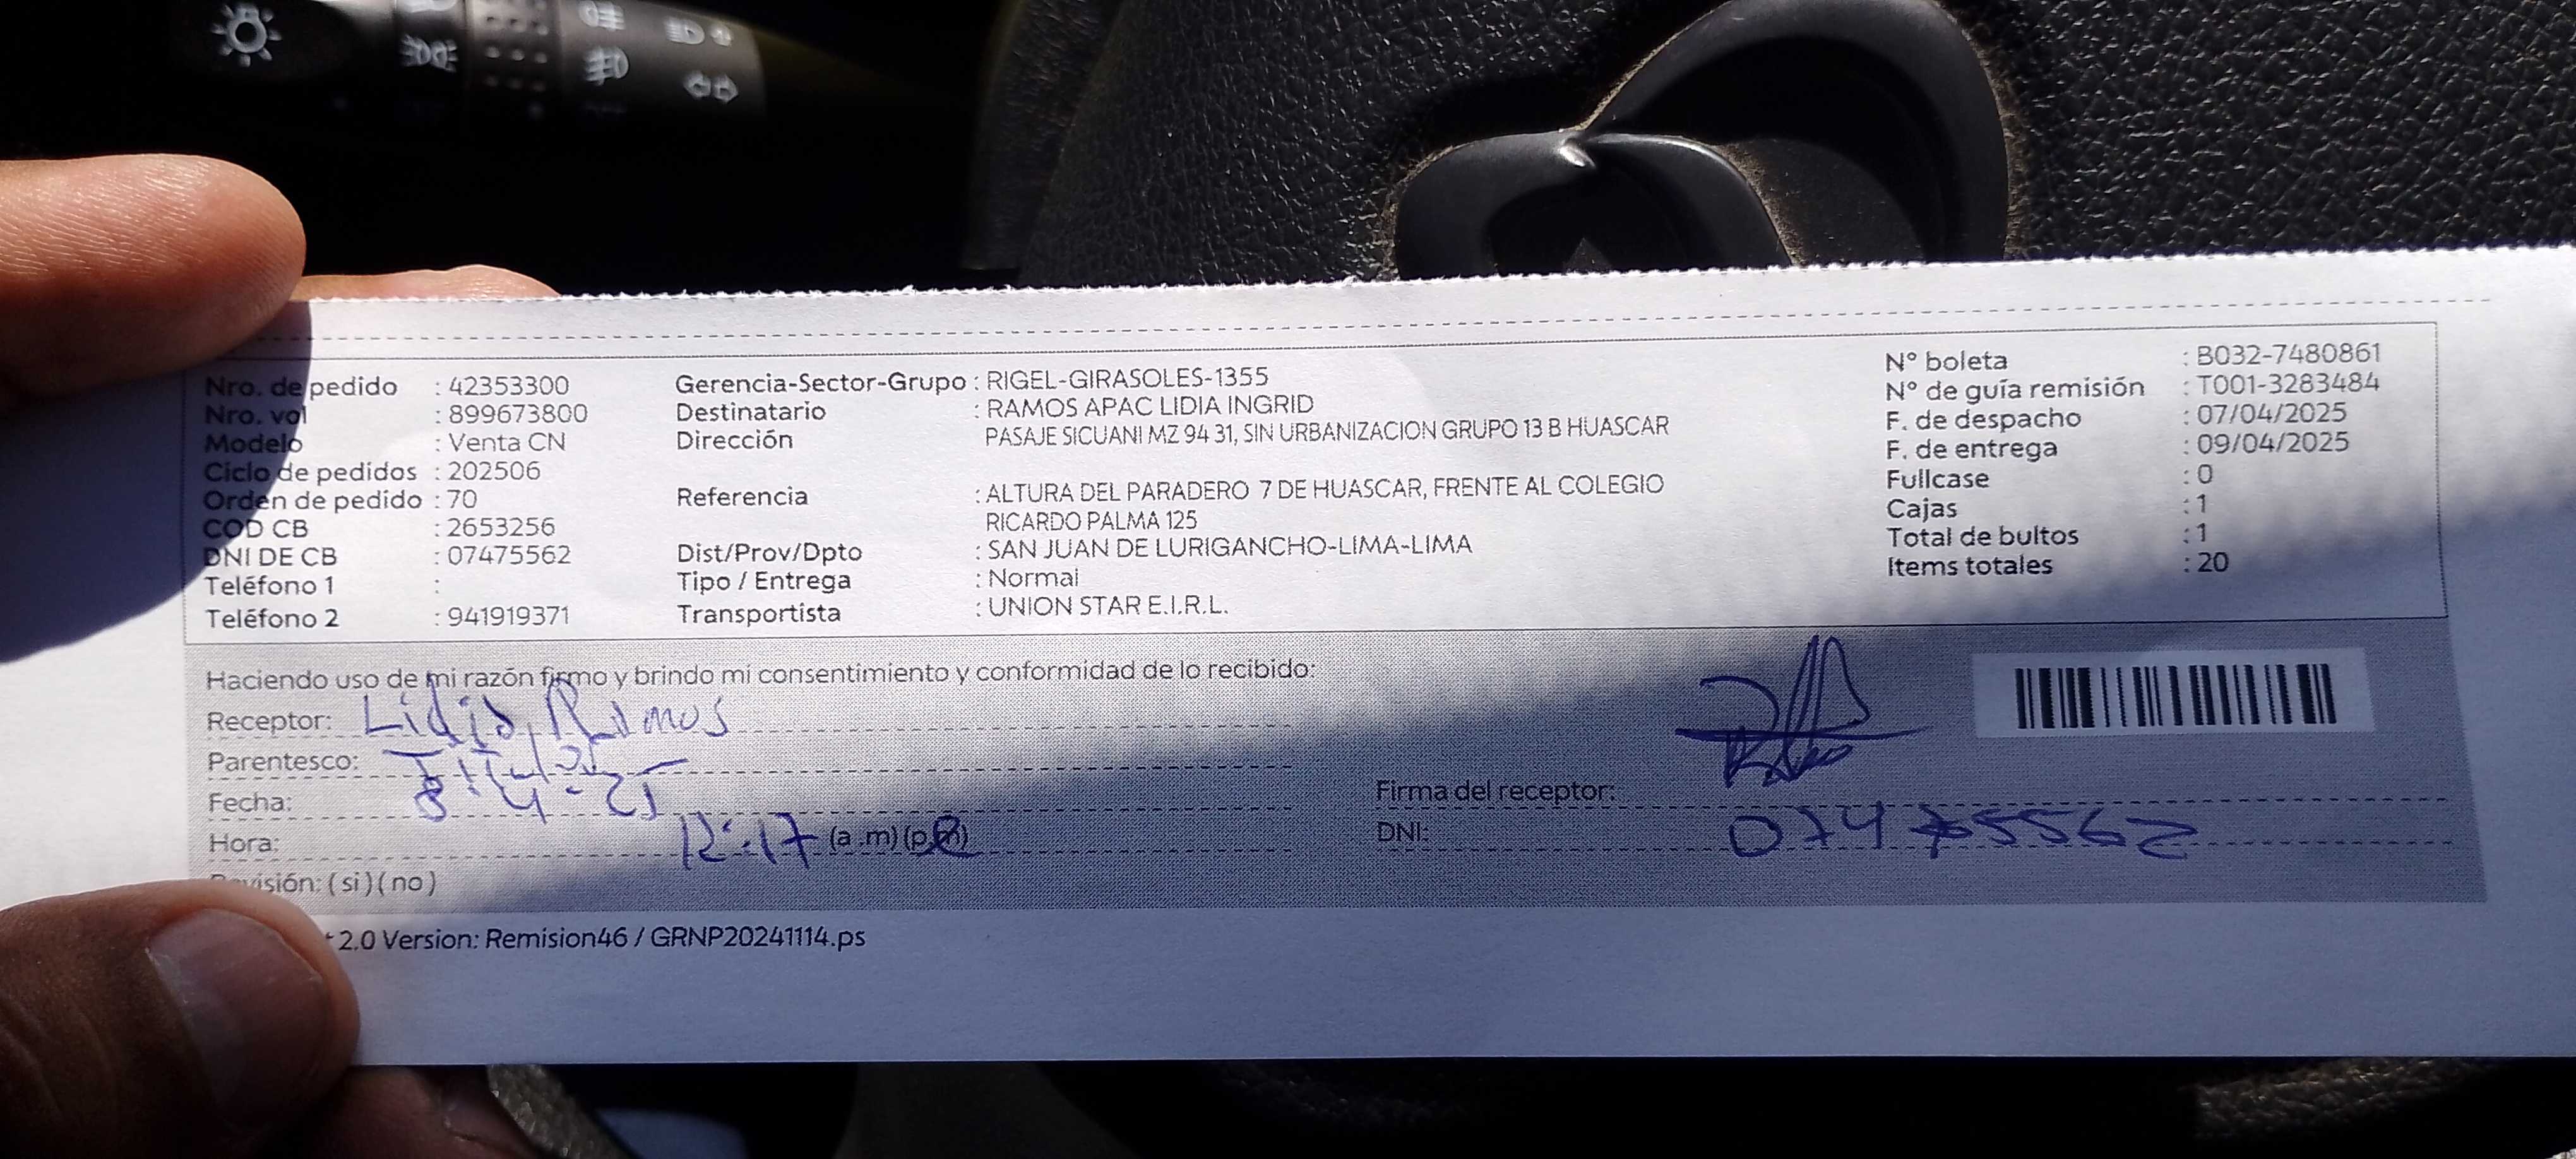 Nro. de pedido : 42353300
Nro. vol : 899673800
Modelo : Venta CN
Ciclo de pedidos : 202506
Orden de pedido : 70
COD CB : 2653256
DNI DE CB : 07475562
Teléfono 1 :
Teléfono 2 : 941919371
Gerencia-Sector-Grupo : RIGEL-GIRASOLES-1355
Destinatario : RAMOS APAC LIDIA INGRID
Dirección PASAJE SICUANI MZ 94 31, SIN URBANIZACION GRUPO 13 B HUASCAR
Referencia : ALTURA DEL PARADERO 7 DE HUASCAR, FRENTE AL COLEGIO
RICARDO PALMA 125
Dist/Prov/Dpto : SAN JUAN DE LURIGANCHO-LIMA-LIMA
Tipo / Entrega : Normal
Transportista : UNION STAR E.I.R.L.
N° boleta : B032-7480861
N° de guía remisión : T001-3283484
F. de despacho : 07/04/2025
F. de entrega : 09/04/2025
Fullcase : 0
Cajas : 1
Total de bultos : 1
Items totales : 20
Haciendo uso de mi razón firmo y brindo mi consentimiento y conformidad de lo recibido:
Receptor: Lidia Ramos
Parentesco:
Fecha: 8-4-25
Hora: 12:17 (a .m) (p
Revisión: ( si ) ( no )
Firma del receptor:
DNI: 07475562
2.0 Version: Remision46 / GRNP20241114.ps